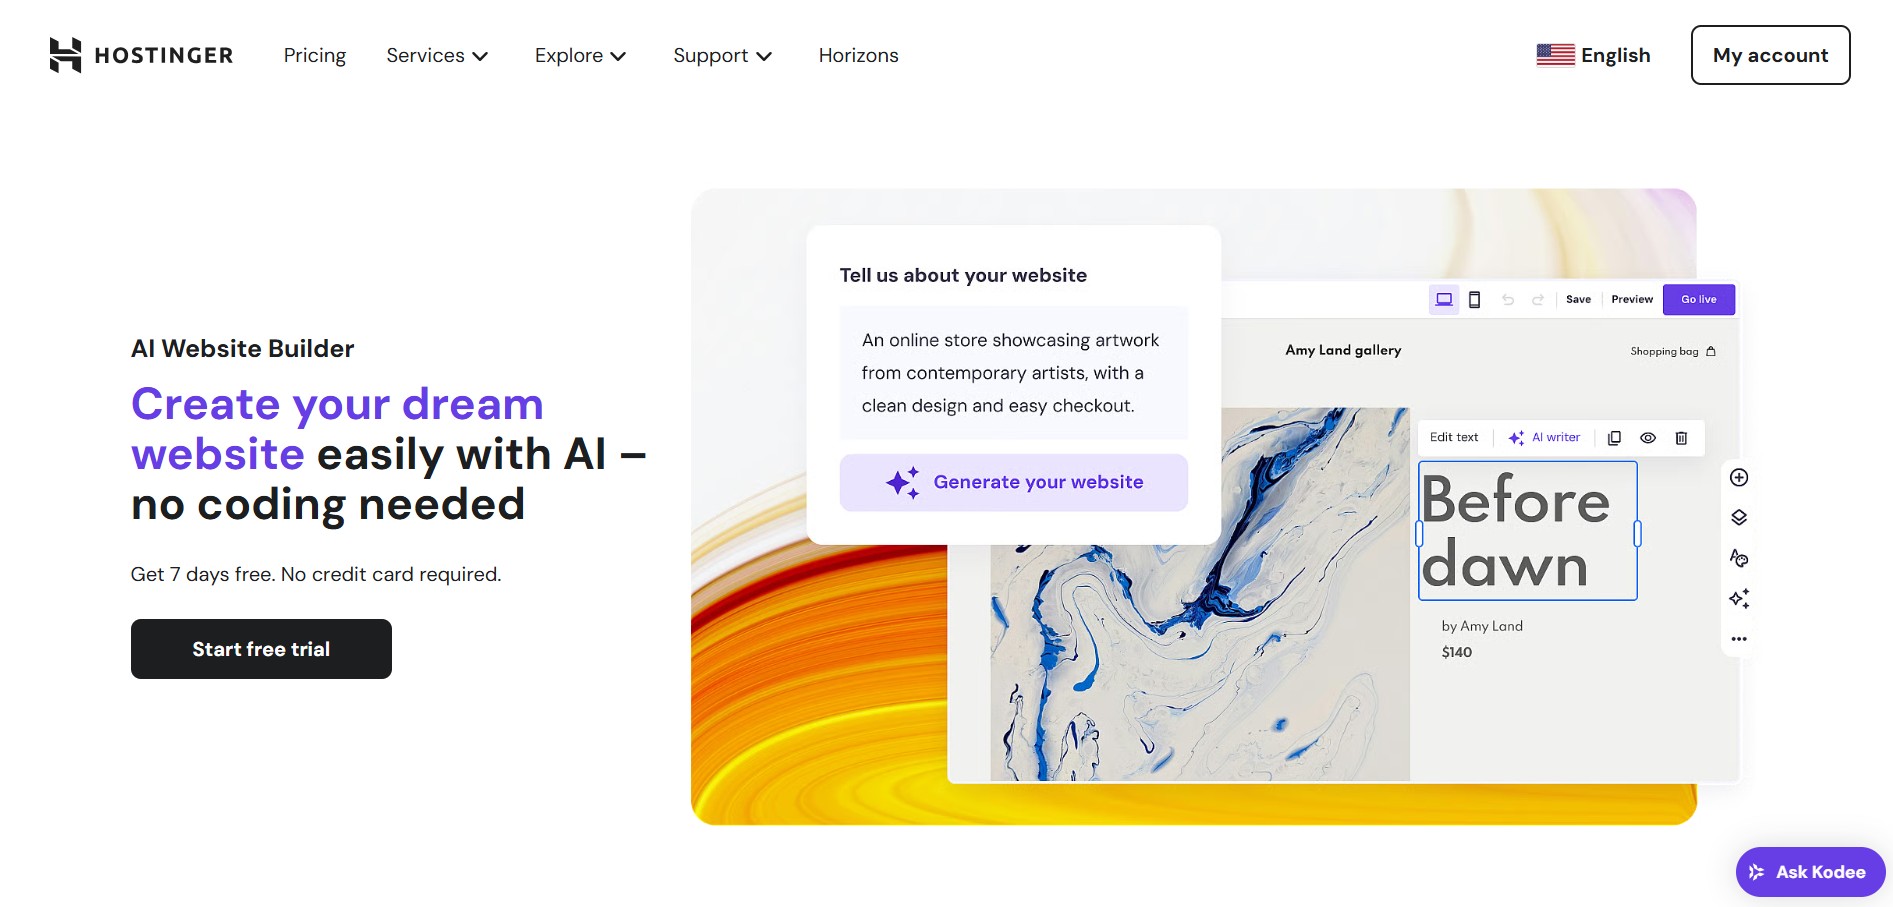 HOSTINGER
Pricing
Services
Explore
Support
Horizons
English
My account
AI Website Builder
Create your dream
website easily with AI –
no coding needed
Get 7 days free. No credit card required.
Start free trial
Tell us about your website
An online store showcasing artwork
from contemporary artists, with a
clean design and easy checkout.
Generate your website
Save
Preview
Go live
Amy Land gallery
Shopping bag
Edit text
AI writer
Before
dawn
by Amy Land
$140
Ask Kodee